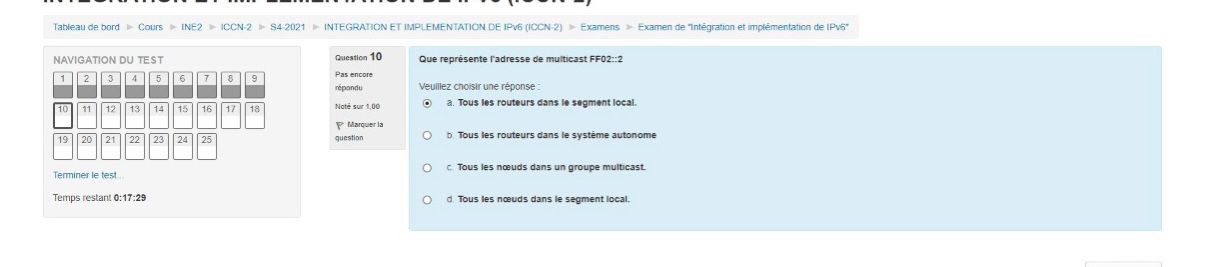 Tableau de bord ► Cours ► INE2 ► ICCN-2 ► S4-2021 ► INTEGRATION ET IMPLEMENTATION DE IPv6 (ICCN-2) ► Examens ► Examen de "Intégration et implémentation de IPv6"
NAVIGATION DU TEST
1 2 3 4 5 6 7 8 9
10 11 12 13 14 15 16 17 18
19 20 21 22 23 24 25
Terminer le test...
Temps restant 0:17:29
Question 10
Pas encore
répondu
Noté sur 1,00
Marquer la
question
Que représente l'adresse de multicast FF02::2
Veuillez choisir une réponse :
a. Tous les routeurs dans le segment local.
b. Tous les routeurs dans le système autonome
c. Tous les nœuds dans un groupe multicast.
d. Tous les nœuds dans le segment local.